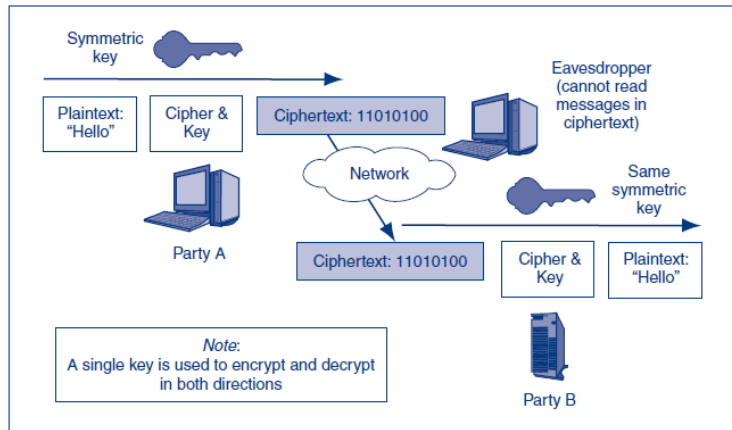 Symmetric
key
Eavesdropper
(cannot read
messages in
ciphertext)
Plaintext:
“Hello”
Cipher &
Key
Ciphertext: 11010100
Network
Party A
Same
symmetric
key
Ciphertext: 11010100
Cipher &
Key
Plaintext:
“Hello”
Note:
A single key is used to encrypt and decrypt
in both directions
Party B